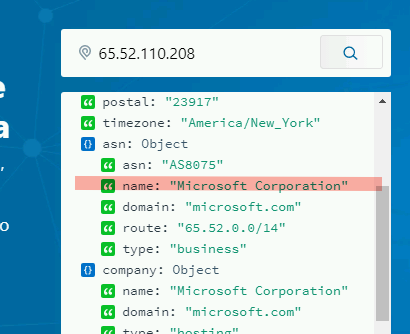 65.52.110.208
postal: "23917"
timezone: "America/New_York"
{} asn: Object
asn: "AS8075"
name: "Microsoft Corporation"
domain: "microsoft.com"
route: "65.52.0.0/14"
type: "business"
{} company: Object
name: "Microsoft Corporation"
domain: "microsoft.com"
type: "hosting"